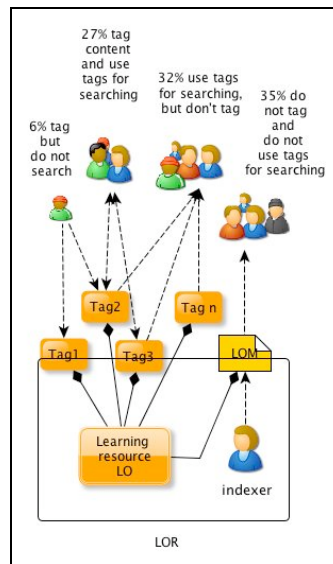 27% tag
content
and use
tags for
searching
32% use tags
for searching,
but don't tag
35% do
not tag
and
do not
use tags
for searching
6% tag
but
do not
search
Tag2
Tag n
Tag1
Tag3
LOM
Learning
resource
LO
indexer
LOR